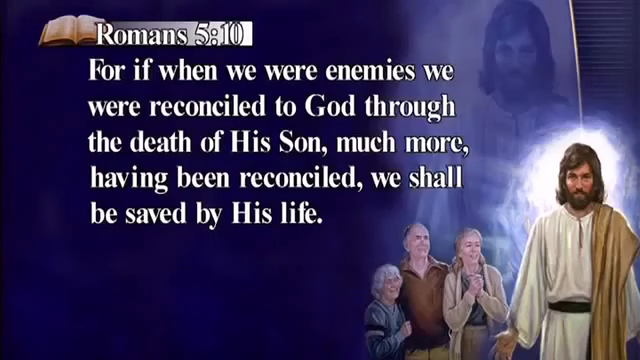 Romans 5:10
For if when we were enemies we
were reconciled to God through
the death of His Son, much more,
having been reconciled, we shall
be saved by His life.